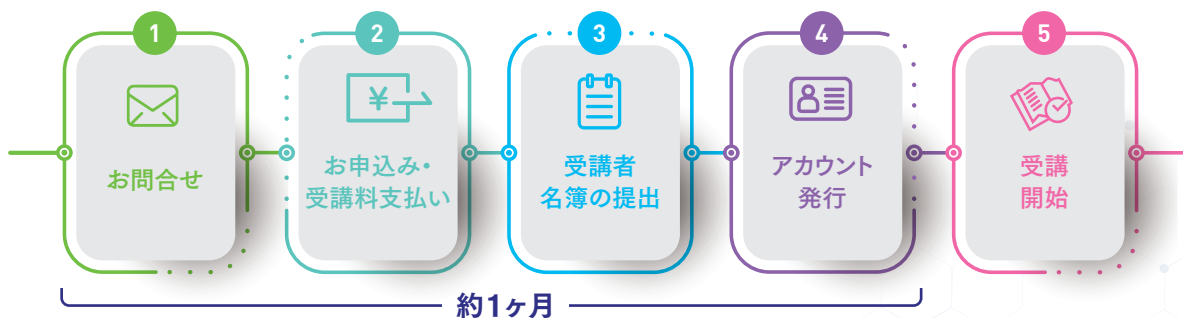 1
お問合せ
2
¥
お申込み・
受講料支払い
3
受講者
名簿の提出
4
アカウント
発行
5
受講
開始
約1ヶ月